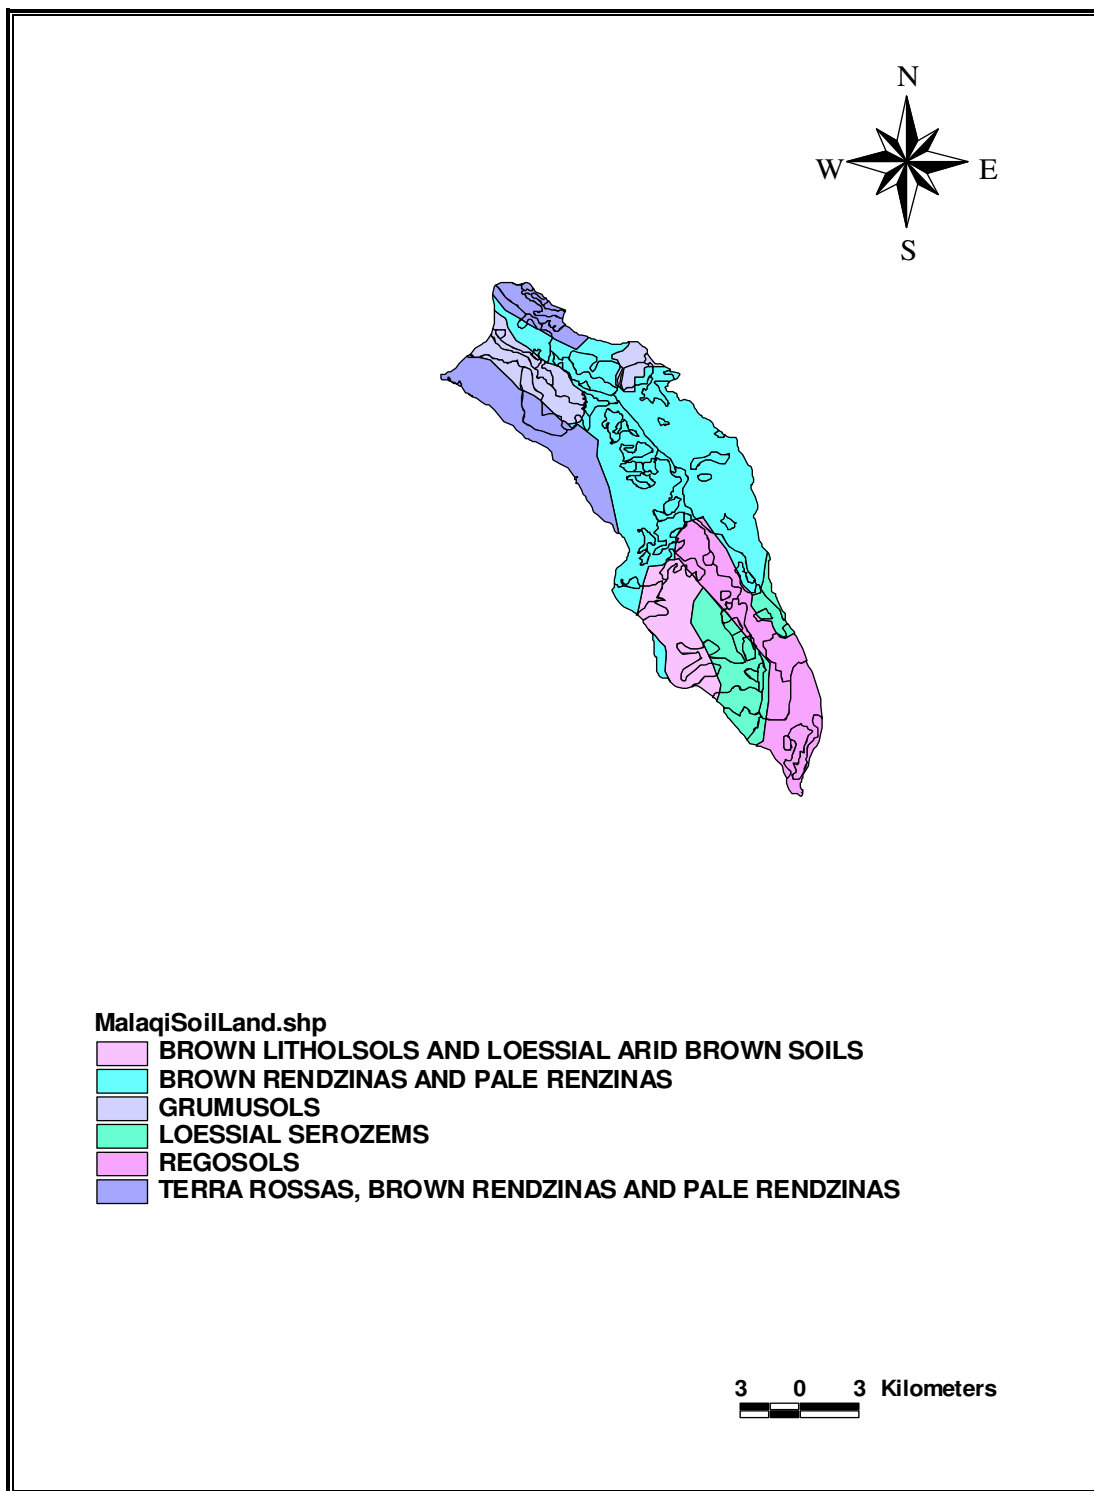 N
W E
S
MalaqiSoilLand.shp
BROWN LITHOLSOLS AND LOESSIAL ARID BROWN SOILS
BROWN RENDZINAS AND PALE RENZINAS
GRUMUSOLS
LOESSIAL SEROZEMS
REGOSOLS
TERRA ROSSAS, BROWN RENDZINAS AND PALE RENDZINAS
3 0 3 Kilometers